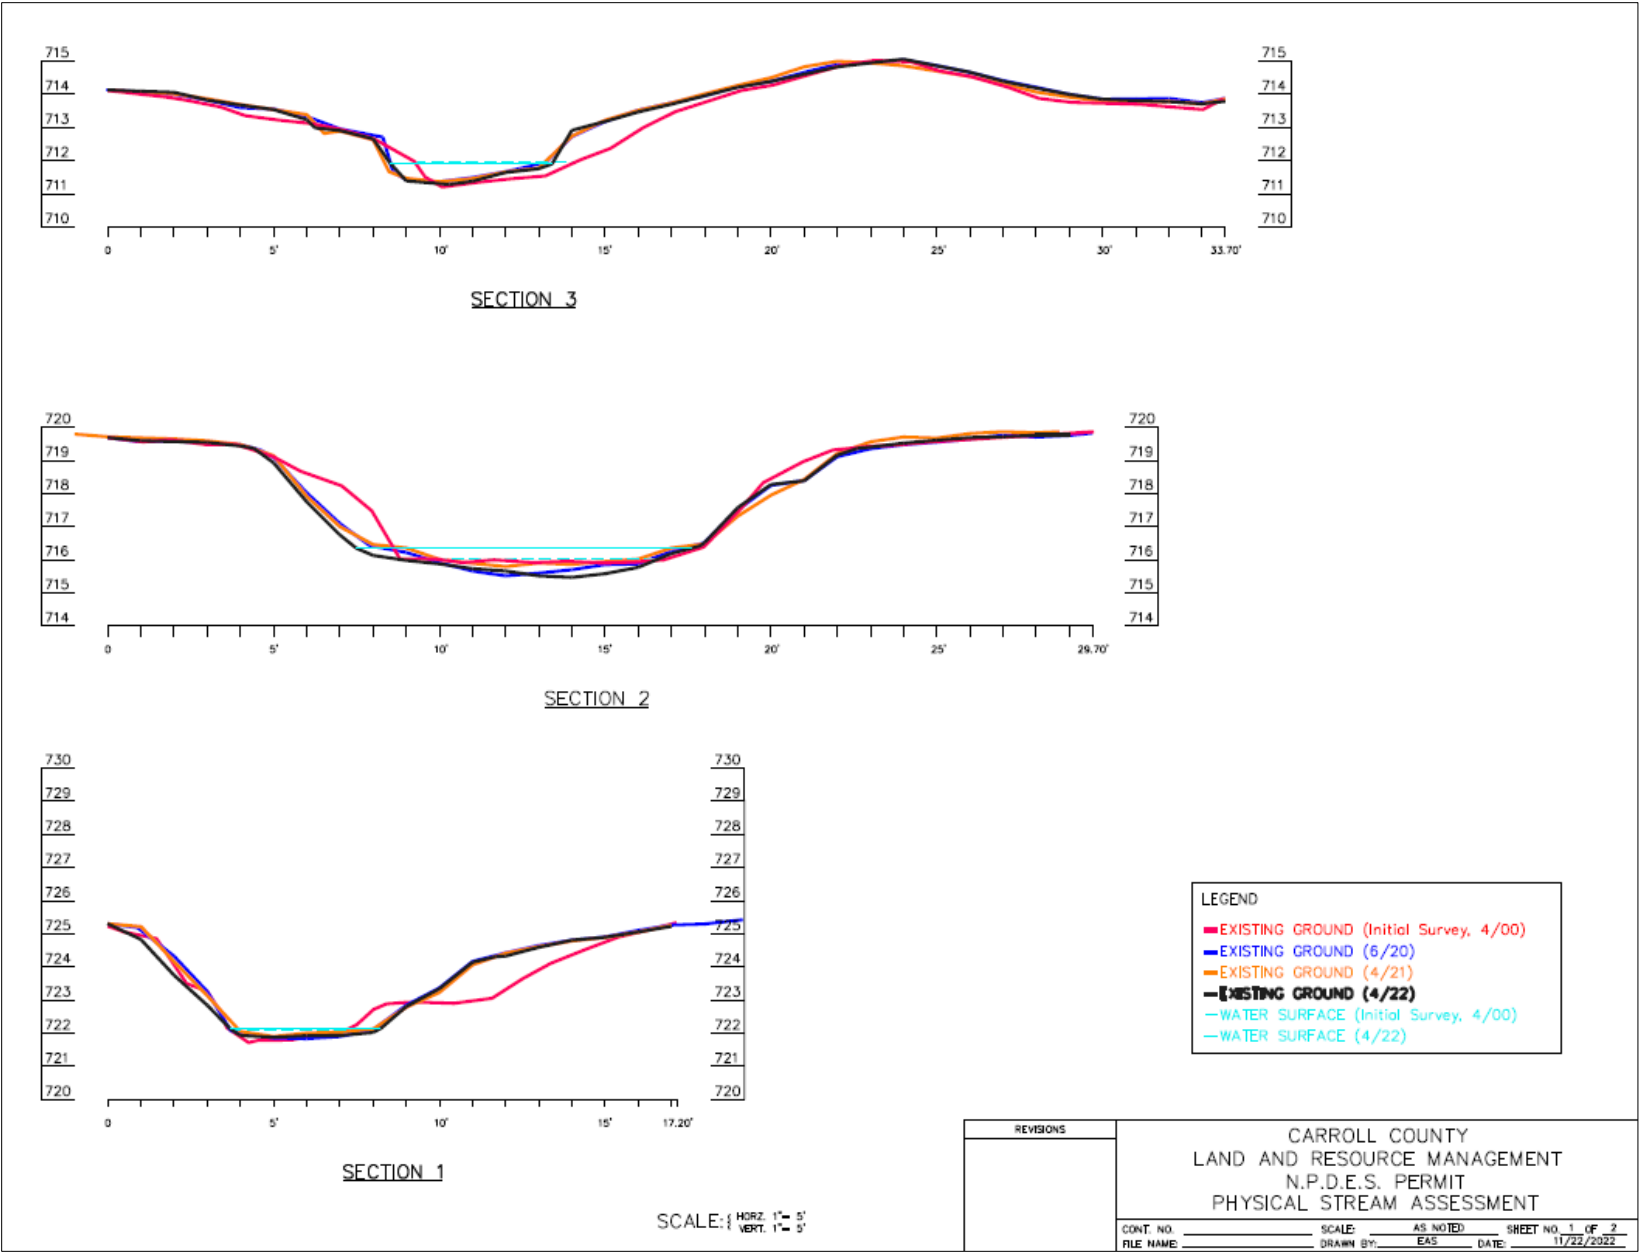 715 715
714 714
713 713
712 712
711 711
710 710
0 5' 10' 15' 20' 25' 30' 33.70'
SECTION 3
720 720
719 719
718 718
717 717
716 716
715 715
714 714
0 5' 10' 15' 20' 25' 29.70'
SECTION 2
730 730
729 729
728 728
727 727
726 726
725 725
724 724
723 723
722 722
721 721
720 720
0 5' 10' 15' 17.20'
SECTION 1
SCALE:{ HORZ. 1"= 5'
VERT. 1"= 5'
LEGEND
EXISTING GROUND (Initial Survey, 4/00)
EXISTING GROUND (6/20)
EXISTING GROUND (4/21)
EXISTING GROUND (4/22)
WATER SURFACE (Initial Survey, 4/00)
WATER SURFACE (4/22)
REVISIONS
CARROLL COUNTY
LAND AND RESOURCE MANAGEMENT
N.P.D.E.S. PERMIT
PHYSICAL STREAM ASSESSMENT
CONT. NO. SCALE: AS NOTED SHEET NO. 1 OF 2
FILE NAME: DRAWN BY: EAS DATE: 11/22/2022